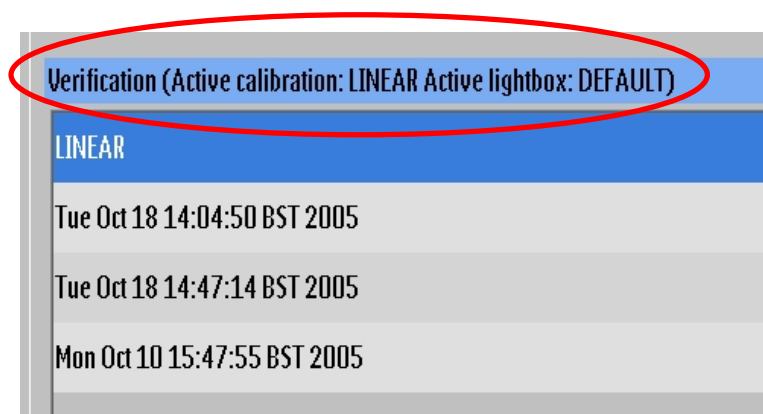 Verification (Active calibration: LINEAR Active lightbox: DEFAULT)
LINEAR
Tue Oct 18 14:04:50 BST 2005
Tue Oct 18 14:47:14 BST 2005
Mon Oct 10 15:47:55 BST 2005